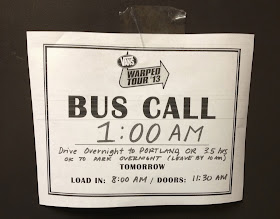 VANS
WARPED
TOUR '13
BUS CALL
1:00 AM
Drive Overnight to PORTLAND, OR 3.5 hrs
OK TO PARK OVERNIGHT (LEAVE BY 10am)
TOMORROW
LOAD IN: 8:00 AM / DOORS: 11:30 AM